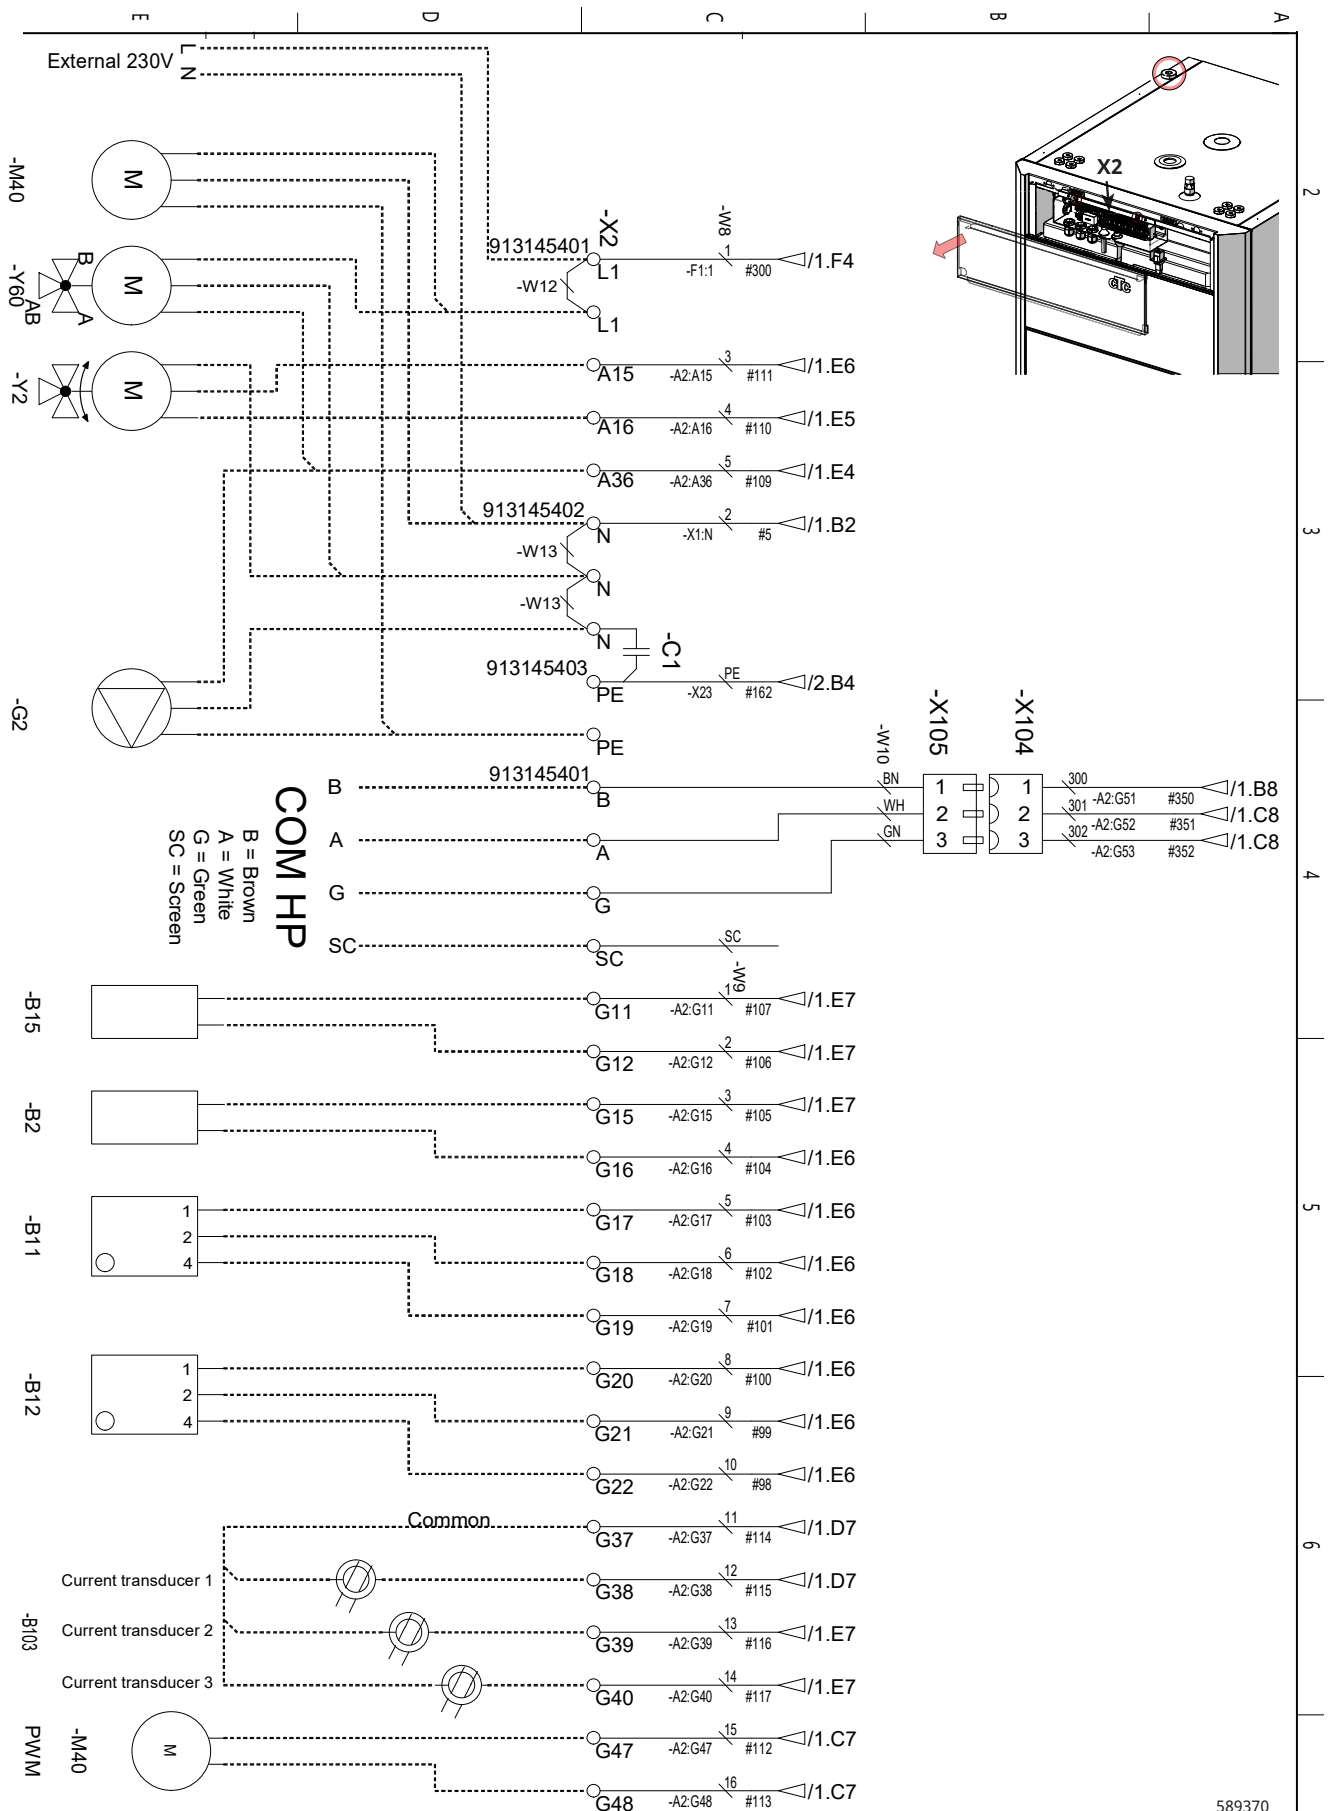 E D C B A
External 230V L
N
X2
ctc
2
-M40
M
-Y60
B
A
AB
M
-X2
-W8
913145401
L1
-F1:1
1
#300
/1.F4
-W12
L1
-Y2
M
A15
-A2:A15
3
#111
/1.E6
A16
-A2:A16
4
#110
/1.E5
A36
-A2:A36
5
#109
/1.E4
913145402
N
-X1:N
2
#5
/1.B2
3
-W13
N
-W13
N
-C1
913145403
PE
-X23
PE
#162
/2.B4
-G2
PE
-W10
-X105
-X104
B
913145401
B
BN
1
1
300
-A2:G51
#350
/1.B8
A
A
WH
2
2
301
-A2:G52
#351
/1.C8
GN
3
3
302
-A2:G53
#352
/1.C8
G
G
4
SC
SC
SC
COM HP
B = Brown
A = White
G = Green
SC = Screen
-W9
-B15
G11
-A2:G11
1
#107
/1.E7
G12
-A2:G12
2
#106
/1.E7
-B2
G15
-A2:G15
3
#105
/1.E7
G16
-A2:G16
4
#104
/1.E6
5
-B11
1
2
4
G17
-A2:G17
5
#103
/1.E6
G18
-A2:G18
6
#102
/1.E6
G19
-A2:G19
7
#101
/1.E6
-B12
1
2
4
G20
-A2:G20
8
#100
/1.E6
G21
-A2:G21
9
#99
/1.E6
G22
-A2:G22
10
#98
/1.E6
6
Common
G37
-A2:G37
11
#114
/1.D7
-B103
Current transducer 1
G38
-A2:G38
12
#115
/1.D7
Current transducer 2
G39
-A2:G39
13
#116
/1.E7
Current transducer 3
G40
-A2:G40
14
#117
/1.E7
PWM
-M40
M
G47
-A2:G47
15
#112
/1.C7
G48
-A2:G48
16
#113
/1.C7
589370